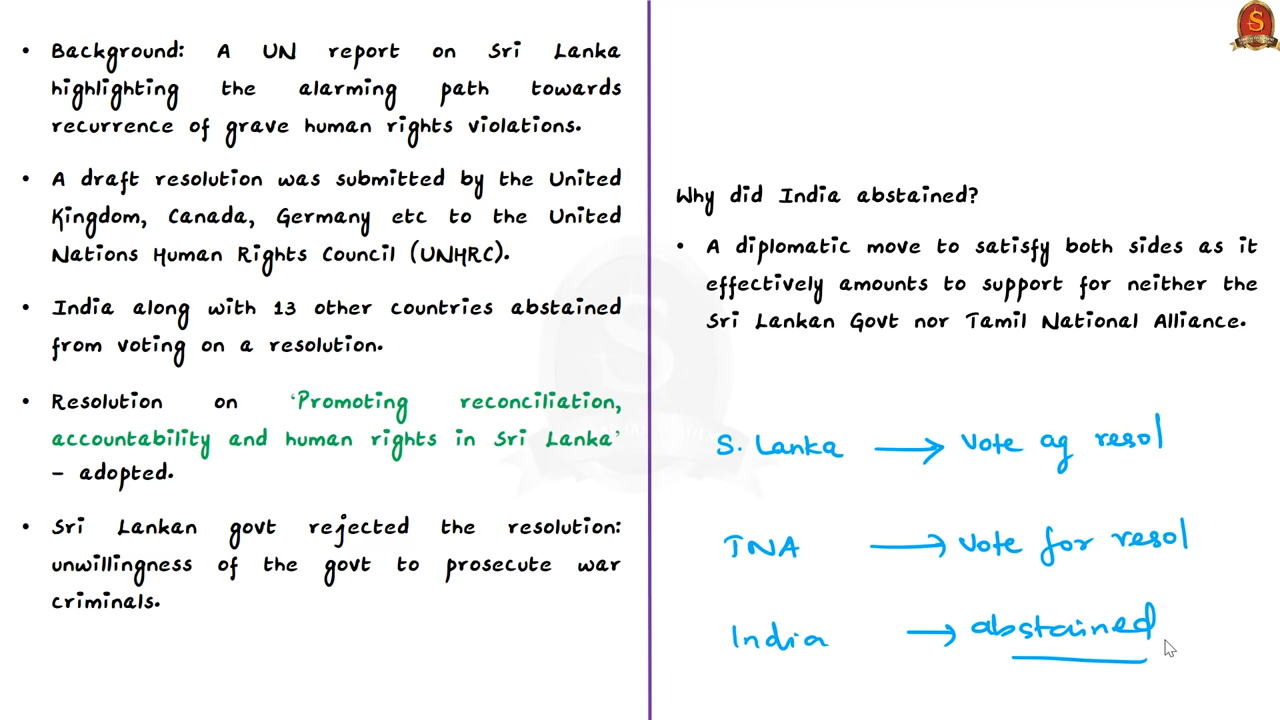 • Background: A UN report on Sri Lanka
highlighting the alarming path towards
recurrence of grave human rights violations.
• A draft resolution was submitted by the United
Kingdom, Canada, Germany etc to the United
Nations Human Rights Council (UNHRC).
• India along with 13 other countries abstained
from voting on a resolution.
• Resolution on 'Promoting reconciliation,
accountability and human rights in Sri Lanka'
- adopted.
• Sri Lankan govt rejected the resolution:
unwillingness of the govt to prosecute war
criminals.
Why did India abstained?
• A diplomatic move to satisfy both sides as it
effectively amounts to support for neither the
Sri Lankan Govt nor Tamil National Alliance.
S. Lanka → Vote ag resol
TNA → Vote for resol
India → abstained